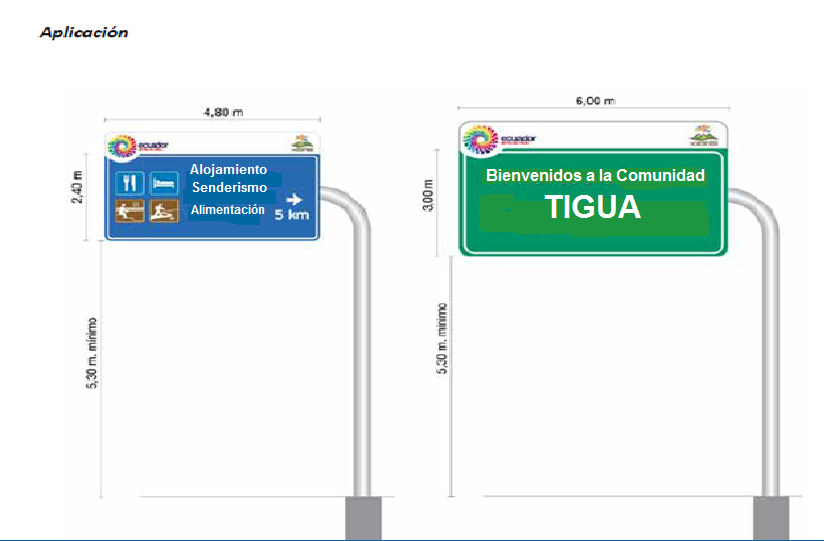 Aplicación
4,80 m
ecuador
2,40 m
Alojamiento
Senderismo
Alimentación
5 km
5,30 m. mínimo
6,00 m
ecuador
3,00 m
Bienvenidos a la Comunidad
TIGUA
5,30 m. mínimo